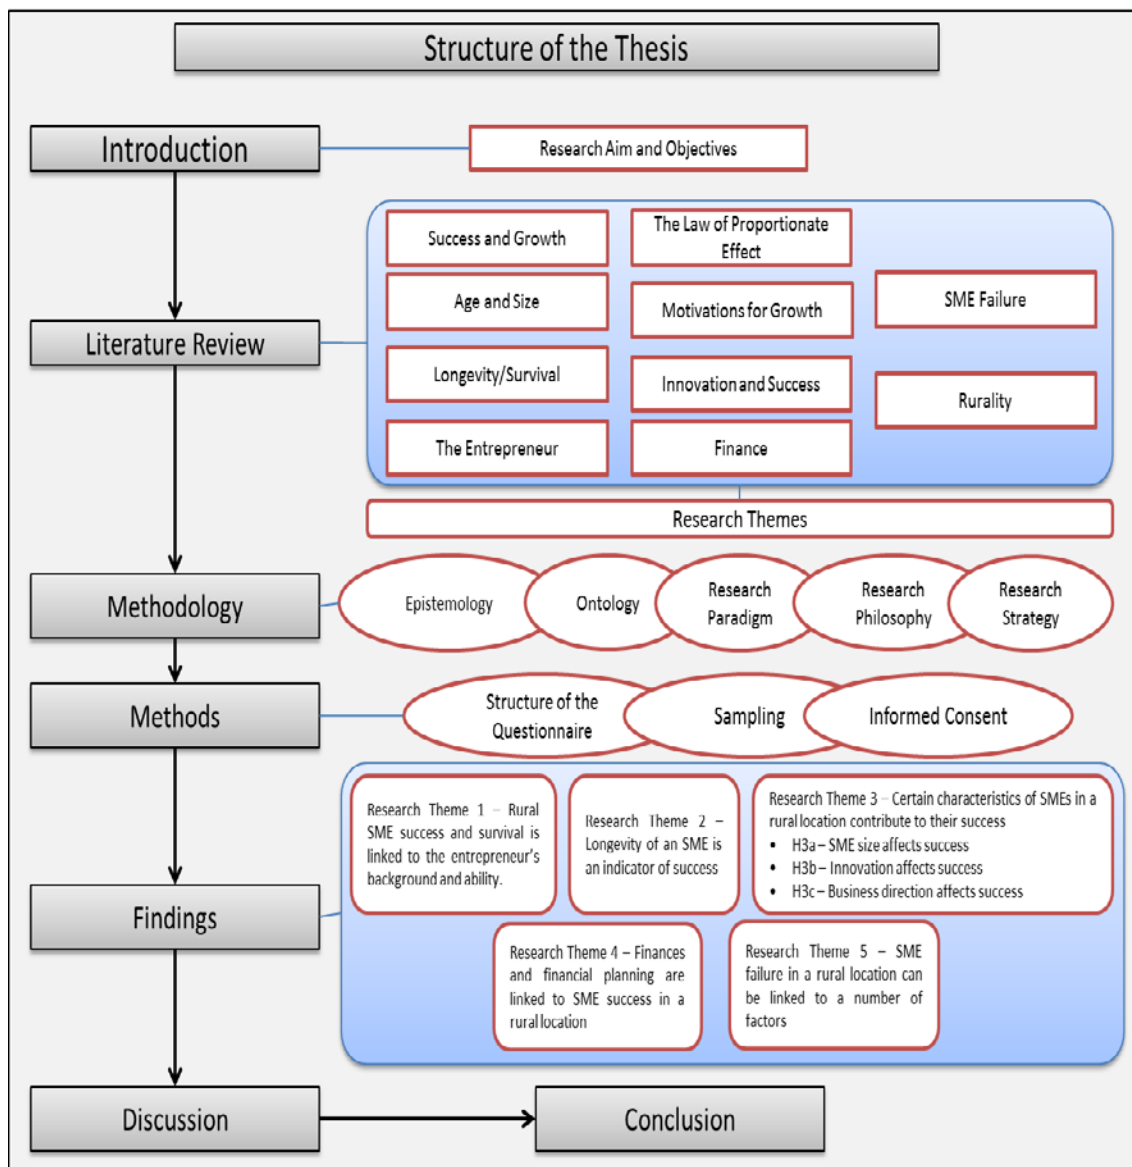 Structure of the Thesis
Introduction
Research Aim and Objectives
Success and Growth
The Law of Proportionate
Effect
Age and Size
Motivations for Growth
SME Failure
Literature Review
Longevity/Survival
Innovation and Success
Rurality
The Entrepreneur
Finance
Research Themes
Methodology
Epistemology
Ontology
Research
Paradigm
Research
Philosophy
Research
Strategy
Methods
Structure of the
Questionnaire
Sampling
Informed Consent
Findings
Research Theme 1 – Rural
SME success and survival is
linked to the entrepreneur's
background and ability.
Research Theme 2 –
Longevity of an SME is
an indicator of success
Research Theme 3 – Certain characteristics of SMEs in a
rural location contribute to their success
• H3a – SME size affects success
• H3b – Innovation affects success
• H3c – Business direction affects success
Research Theme 4 – Finances
and financial planning are
linked to SME success in a
rural location
Research Theme 5 – SME
failure in a rural location can
be linked to a number of
factors
Discussion
Conclusion